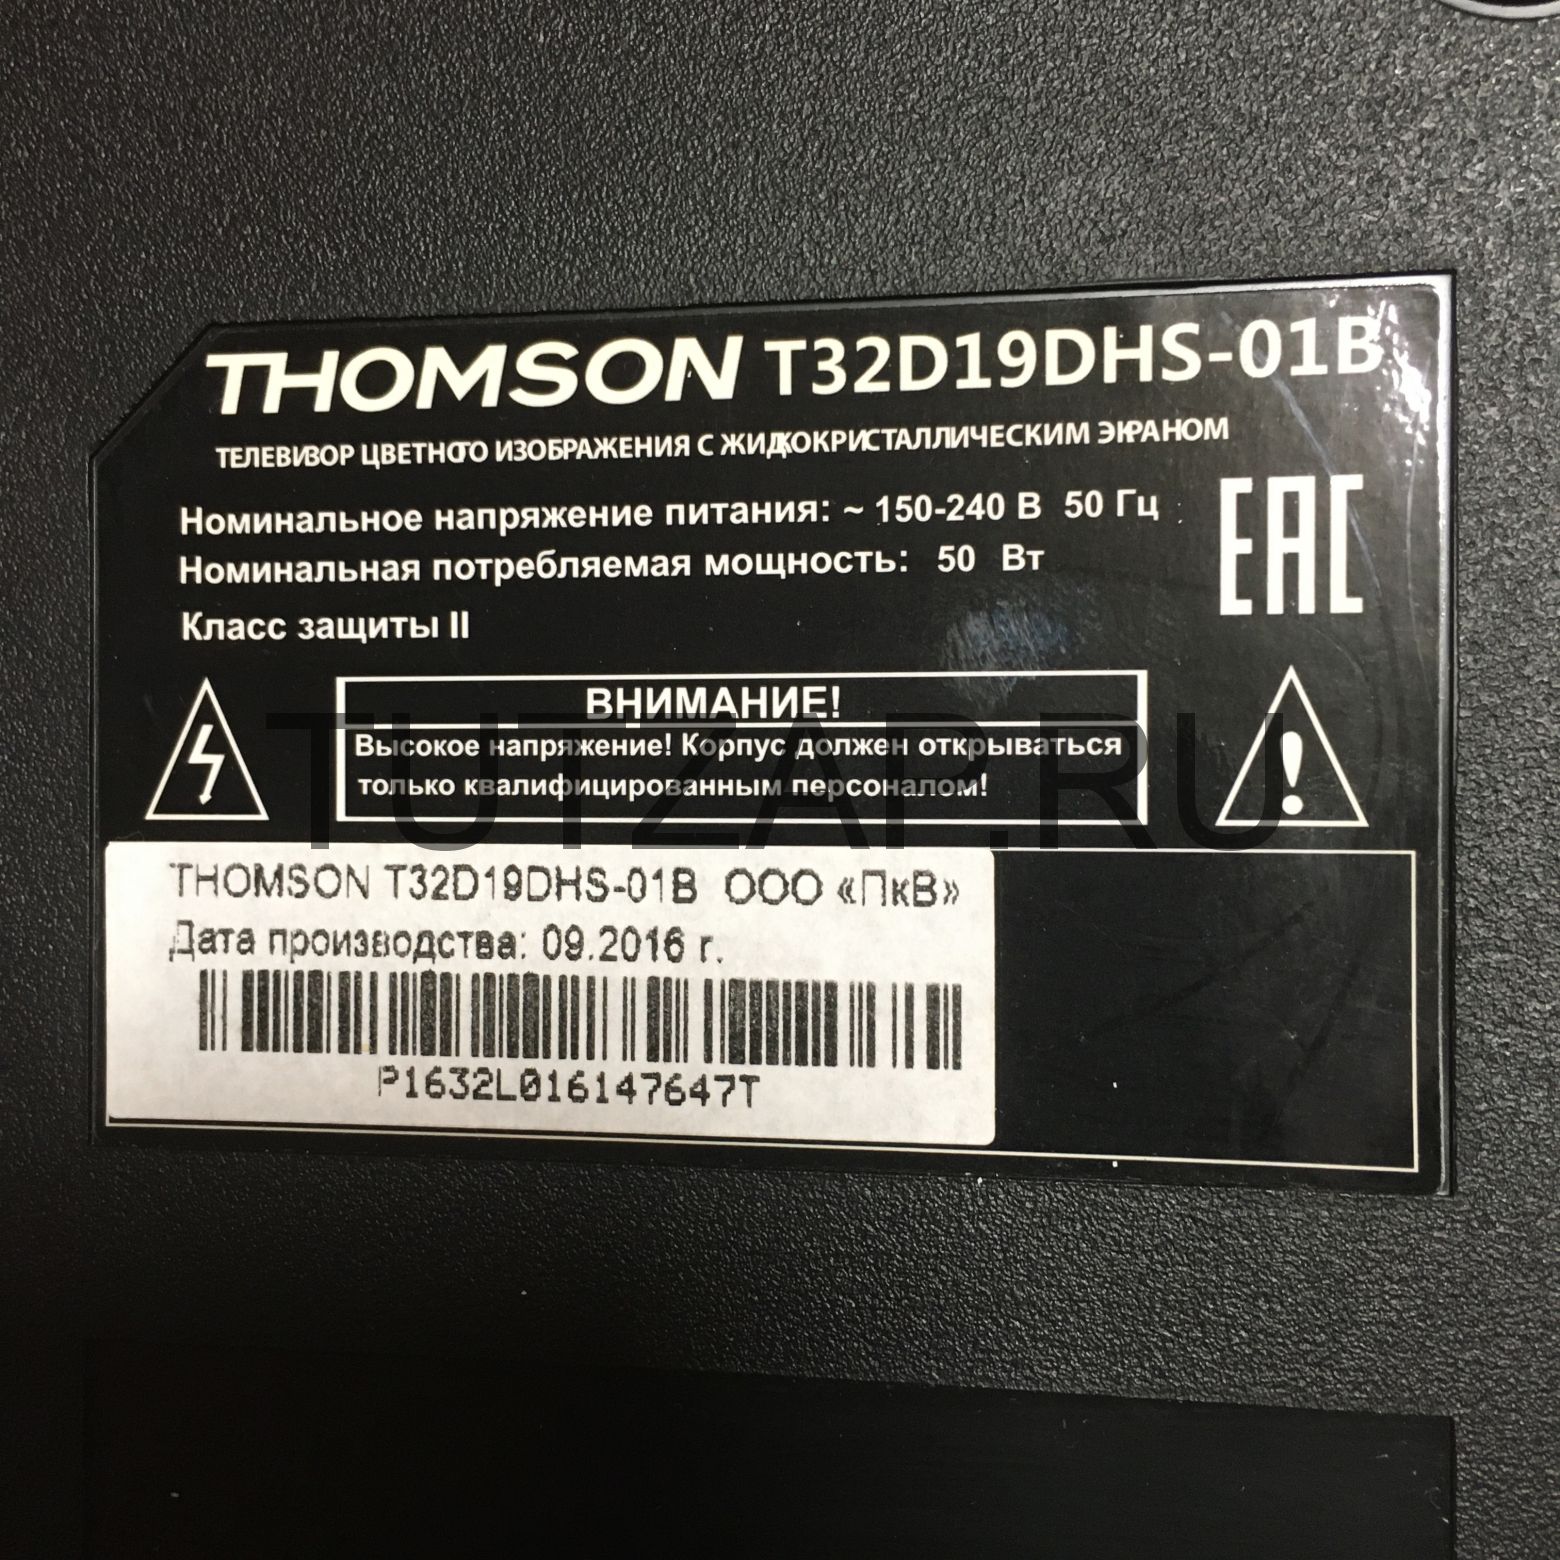 THOMSON T32D19DHS-01B
ТЕЛЕВИЗОР ЦВЕТНОГО ИЗОБРАЖЕНИЯ С ЖИДКОКРИСТАЛЛИЧЕСКИМ ЭКРАНОМ
Номинальное напряжение питания: ~ 150-240 В 50 Гц
Номинальная потребляемая мощность: 50 Вт
Класс защиты II
EAC
ВНИМАНИЕ!
Высокое напряжение! Корпус должен открываться
только квалифицированным персоналом!
TUTZAP.RU
THOMSON T32D19DHS-01B ООО «ПкВ»
Дата производства: 09.2016 г.
P1632L016147647T